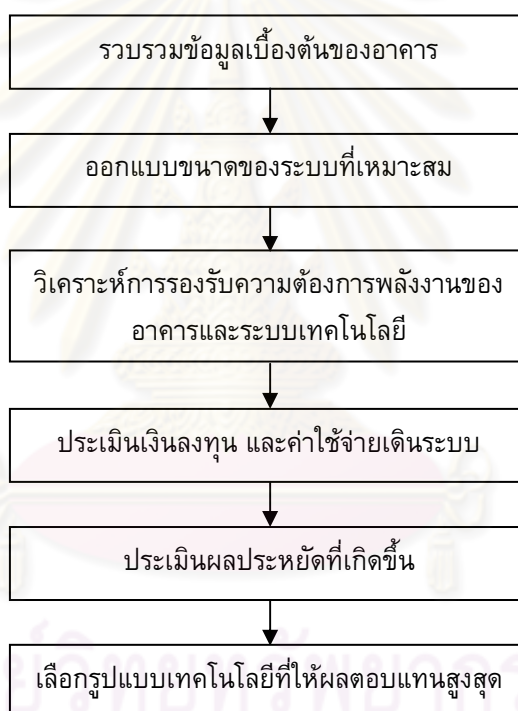 รวบรวมข้อมูลเบื้องต้นของอาคาร
ออกแบบขนาดของระบบที่เหมาะสม
วิเคราะห์การรองรับความต้องการพลังงานของ
อาคารและระบบเทคโนโลยี
ประเมินเงินลงทุน และค่าใช้จ่ายเดินระบบ
ประเมินผลประหยัดที่เกิดขึ้น
เลือกรูปแบบเทคโนโลยีที่ให้ผลตอบแทนสูงสุด